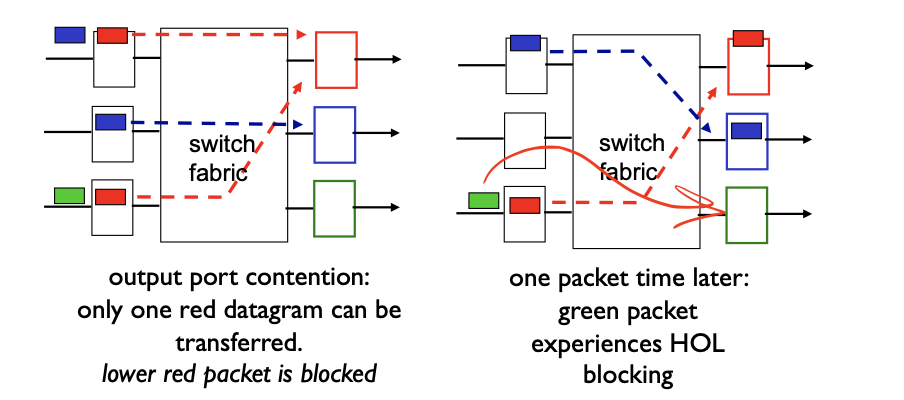 switch
fabric
switch
fabric
output port contention:
only one red datagram can be
transferred.
lower red packet is blocked
one packet time later:
green packet
experiences HOL
blocking